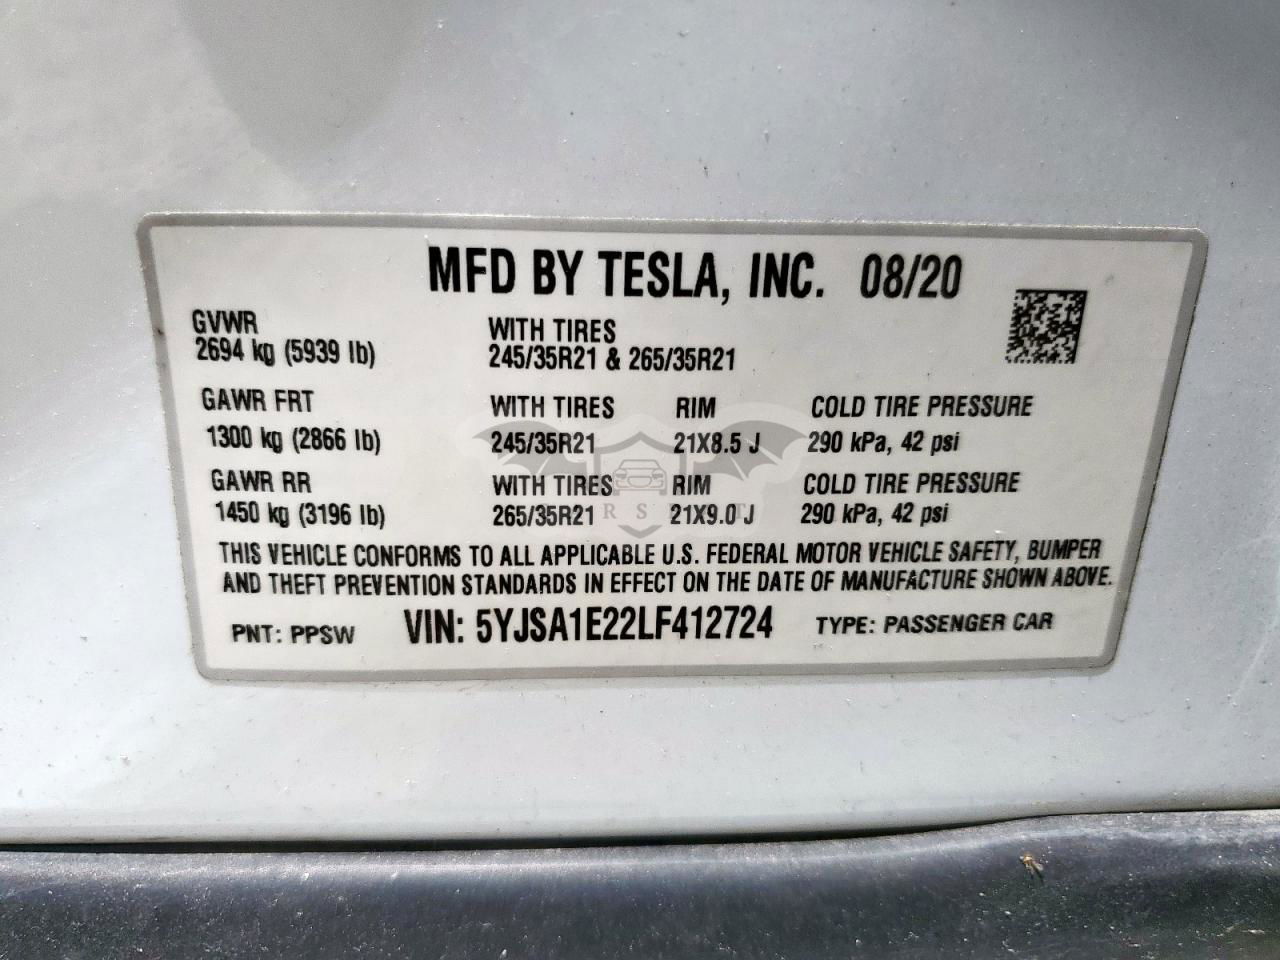 MFD BY TESLA, INC. 08/20
GVWR WITH TIRES
2694 kg (5939 lb) 245/35R21 & 265/35R21
GAWR FRT WITH TIRES RIM COLD TIRE PRESSURE
1300 kg (2866 lb) 245/35R21 21X8.5 J 290 kPa, 42 psi
GAWR RR WITH TIRES RIM COLD TIRE PRESSURE
1450 kg (3196 lb) 265/35R21 21X9.0 J 290 kPa, 42 psi
THIS VEHICLE CONFORMS TO ALL APPLICABLE U.S. FEDERAL MOTOR VEHICLE SAFETY, BUMPER
AND THEFT PREVENTION STANDARDS IN EFFECT ON THE DATE OF MANUFACTURE SHOWN ABOVE.
PNT: PPSW VIN: 5YJSA1E22LF412724 TYPE: PASSENGER CAR